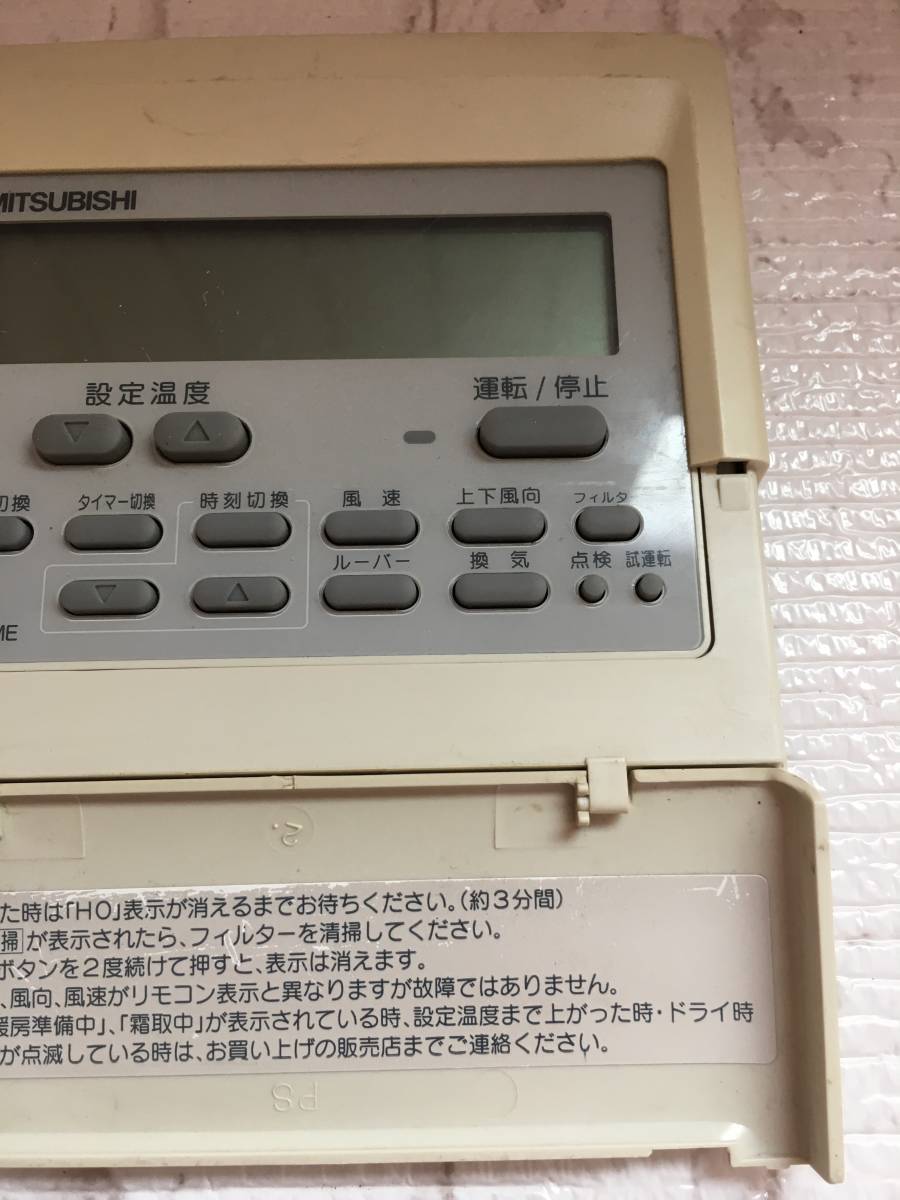 MITSUBISHI
設定温度
運転/停止
切換
タイマー切換
時刻切換
風速
上下風向
フィルター
ルーバー
換気
点検
試運転
ME
た時は「HO」表示が消えるまでお待ちください。(約3分間)
掃が表示されたら、フィルターを清掃してください。
ボタンを2度続けて押すと、表示は消えます。
、風向、風速がリモコン表示と異なりますが故障ではありません。
暖房準備中」、「霜取中」が表示されている時、設定温度まで上がった時・ドライ時
が点滅している時は、お買い上げの販売店までご連絡ください。
PS